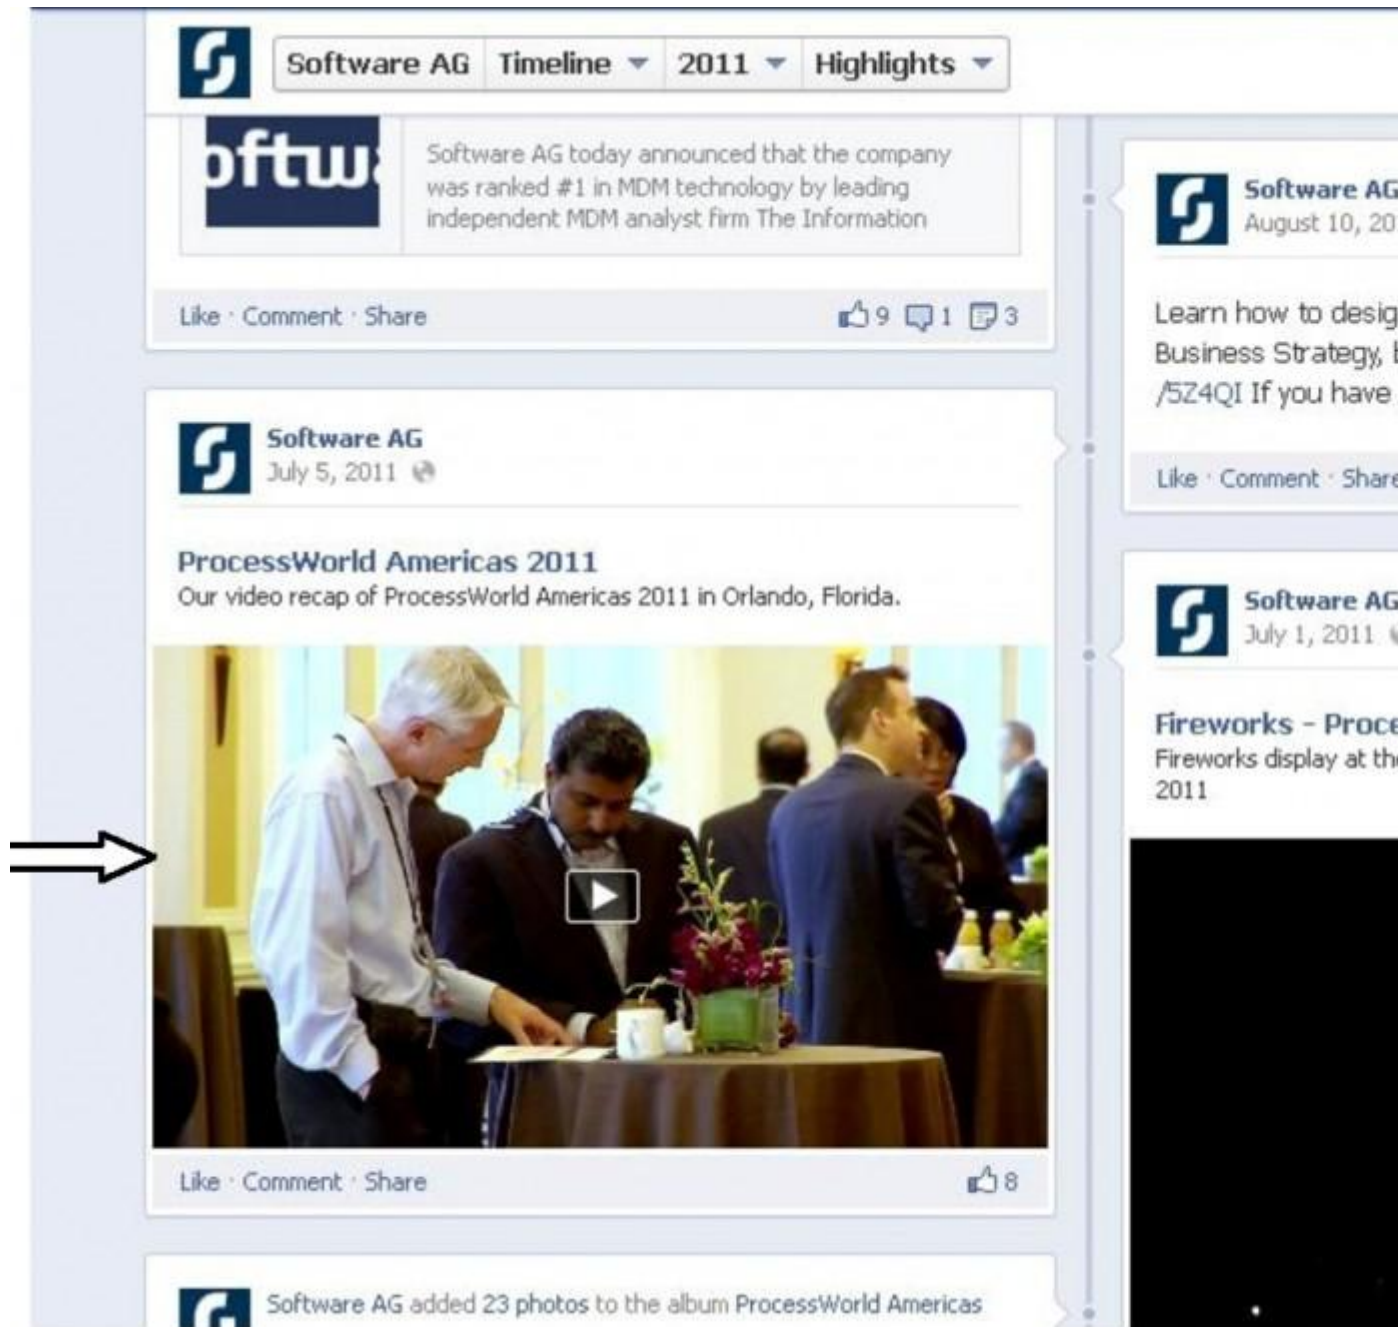 Software AG Timeline 2011 Highlights
oftwa
Software AG today announced that the company
was ranked #1 in MDM technology by leading
independent MDM analyst firm The Information
Like · Comment · Share 9 1 3
Software AG
July 5, 2011
ProcessWorld Americas 2011
Our video recap of ProcessWorld Americas 2011 in Orlando, Florida.
Like · Comment · Share 8
Software AG added 23 photos to the album ProcessWorld Americas
Software AG
August 10, 20
Learn how to desig
Business Strategy,
/5Z4QI If you have
Like · Comment · Share
Software AG
July 1, 2011
Fireworks - Proce
Fireworks display at the
2011